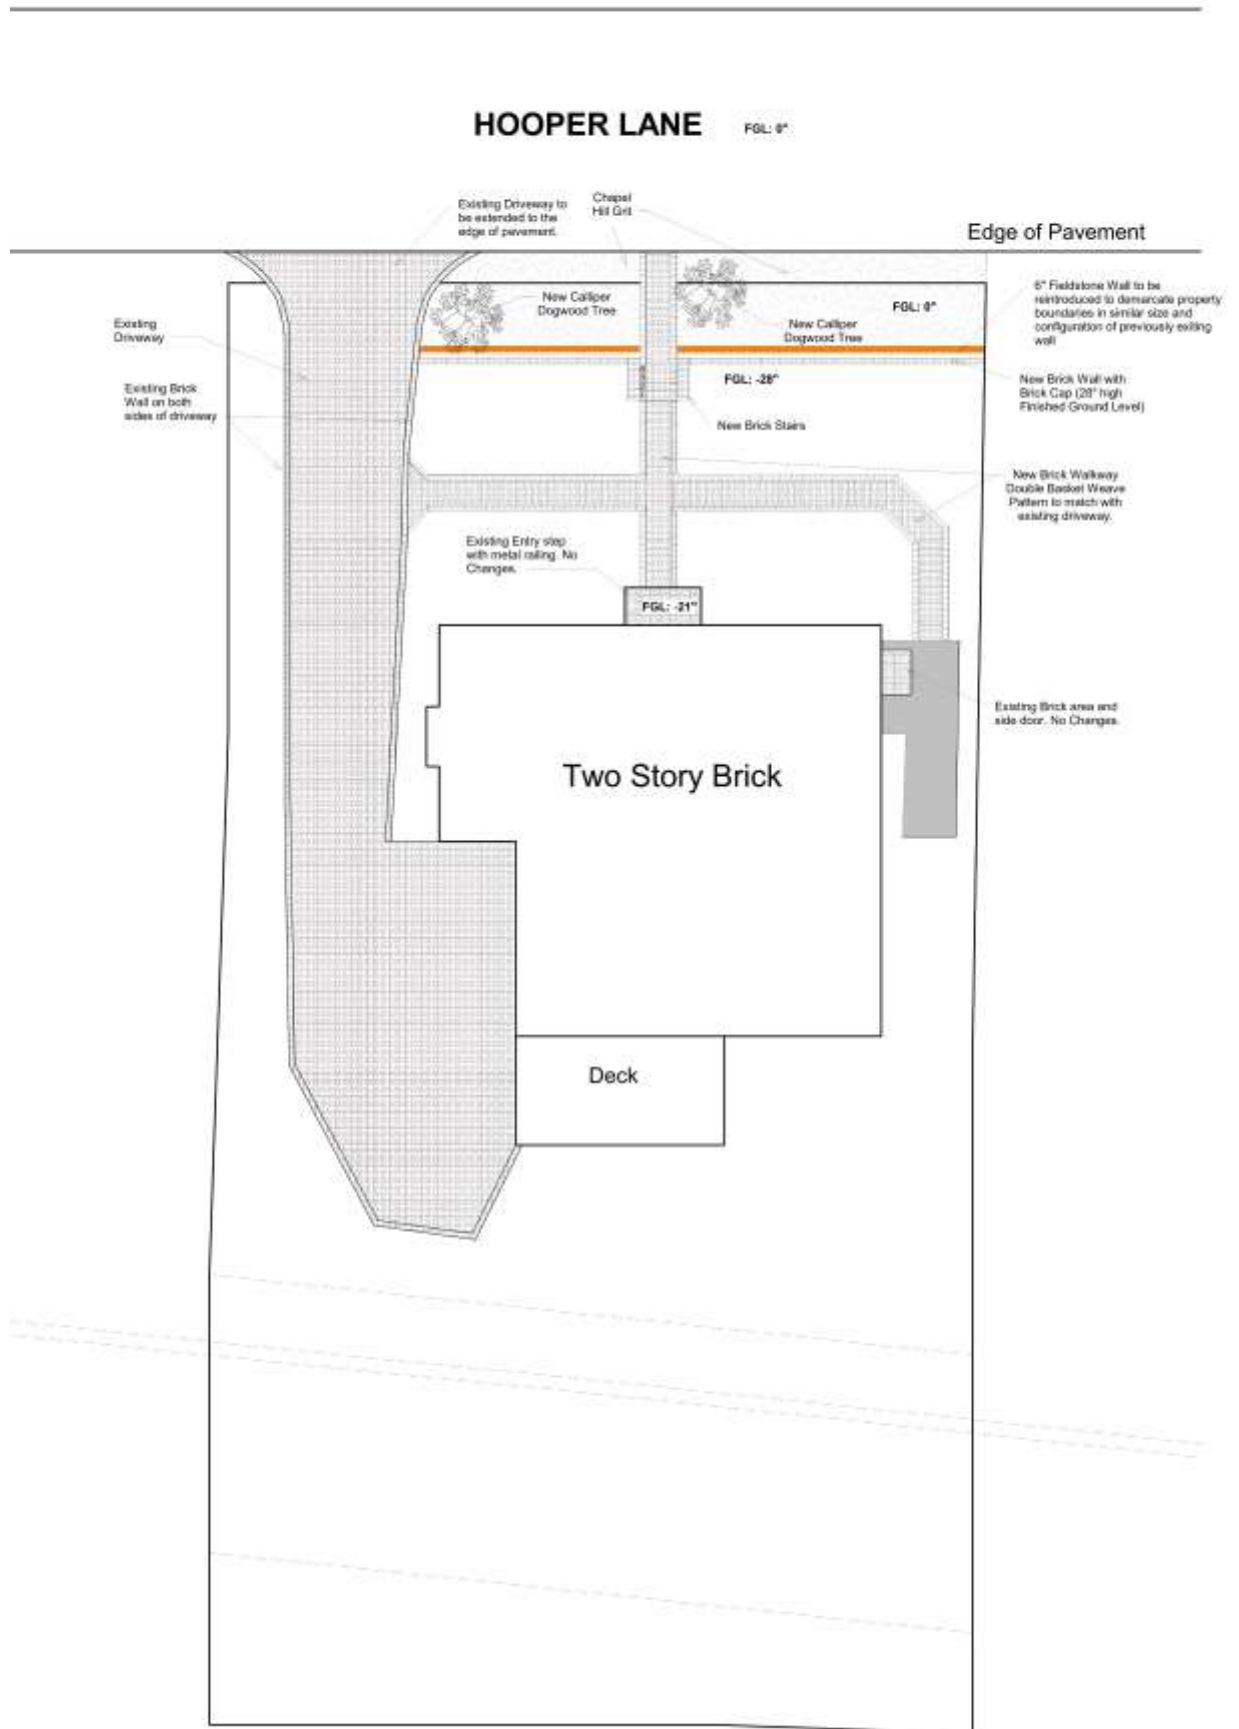 HOOPER LANE FGL: 0"
Existing Driveway to
be extended to the
edge of pavement.
Chapel
Hill Grit
Edge of Pavement
New Calliper
Dogwood Tree
FGL: 0"
New Calliper
Dogwood Tree
6" Fieldstone Wall to be
reintroduced to demarcate property
boundaries in similar size and
configuration of previously exiting
wall
Existing
Driveway
Existing Brick
Wall on both
sides of driveway
FGL: -28"
New Brick Wall with
Brick Cap (28" high
Finished Ground Level)
New Brick Stairs
New Brick Walkway
Double Basket Weave
Pattern to match with
existing driveway.
Existing Entry step
with metal railing. No
Changes.
FGL: -21"
Existing Brick area and
side door. No Changes.
Two Story Brick
Deck